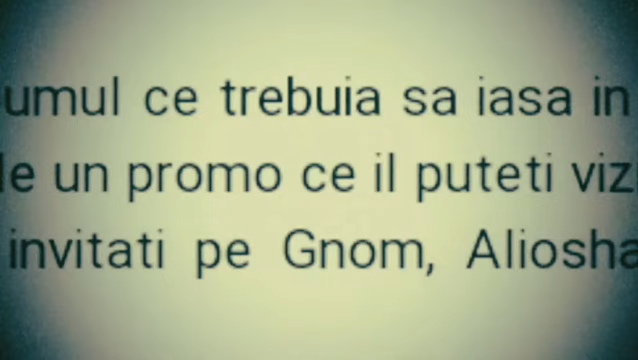 umul ce trebuia sa iasa in
le un promo ce il puteti viz
invitati pe Gnom, Aliosha